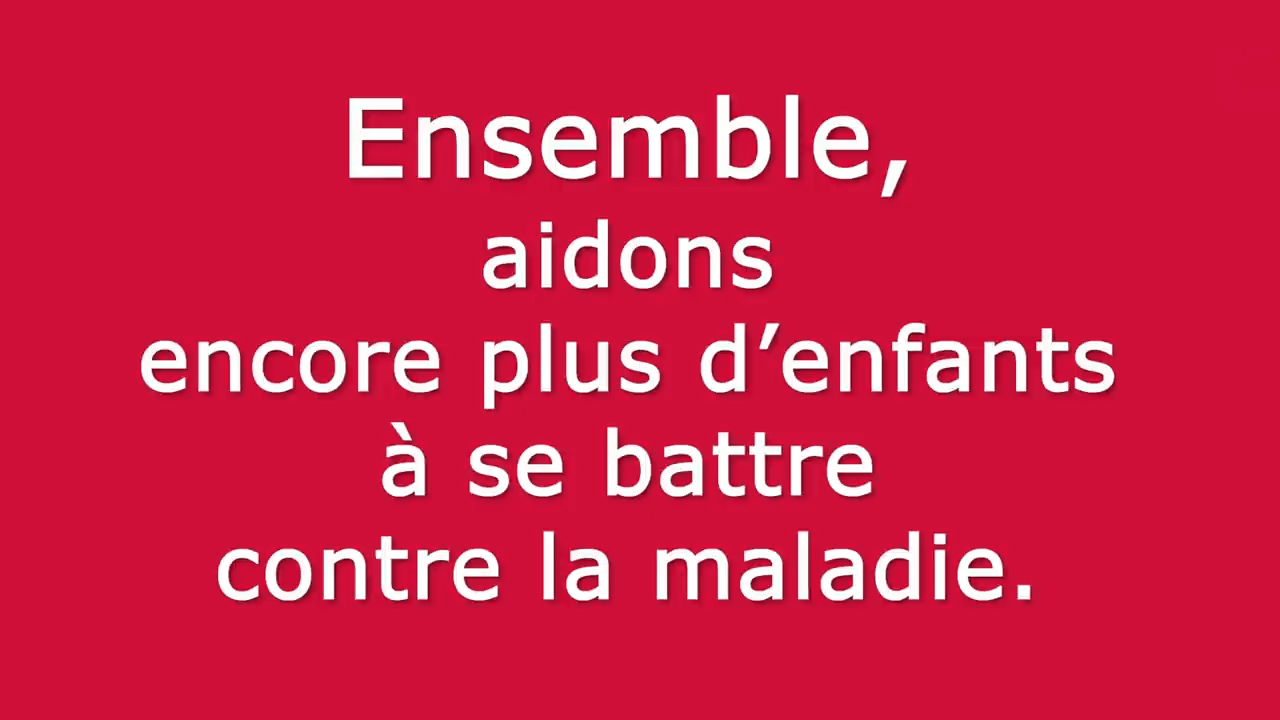 Ensemble,
aidons
encore plus d’enfants
à se battre
contre la maladie.